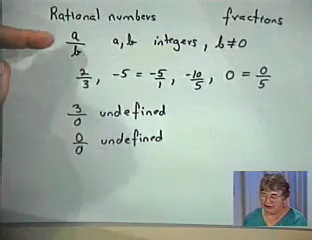 Rational numbers fractions
a/b a, b integers, b ≠ 0
2/3, -5 = -5/1, -10/5, 0 = 0/5
3/0 undefined
0/0 undefined